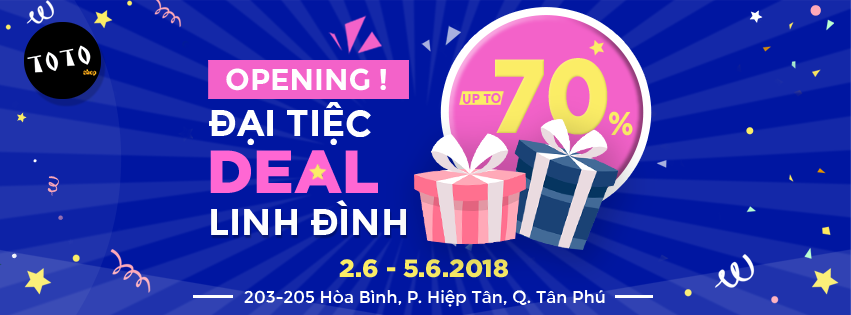 TOTO
shop
OPENING !
ĐẠI TIỆC
DEAL
LINH ĐÌNH
UP TO 70%
2.6 - 5.6.2018
203-205 Hòa Bình, P. Hiệp Tân, Q. Tân Phú